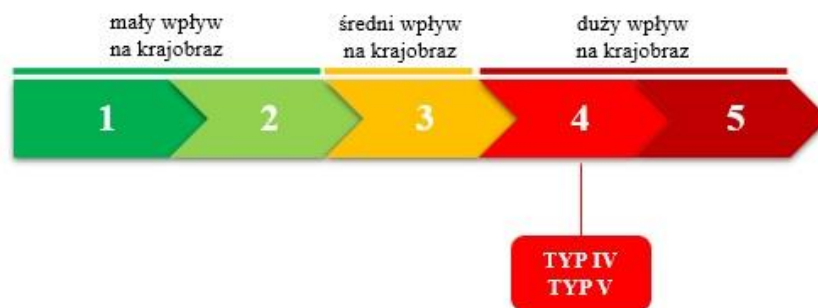 mały wpływ
na krajobraz
średni wpływ
na krajobraz
duży wpływ
na krajobraz
1
2
3
4
5
TYP IV
TYP V